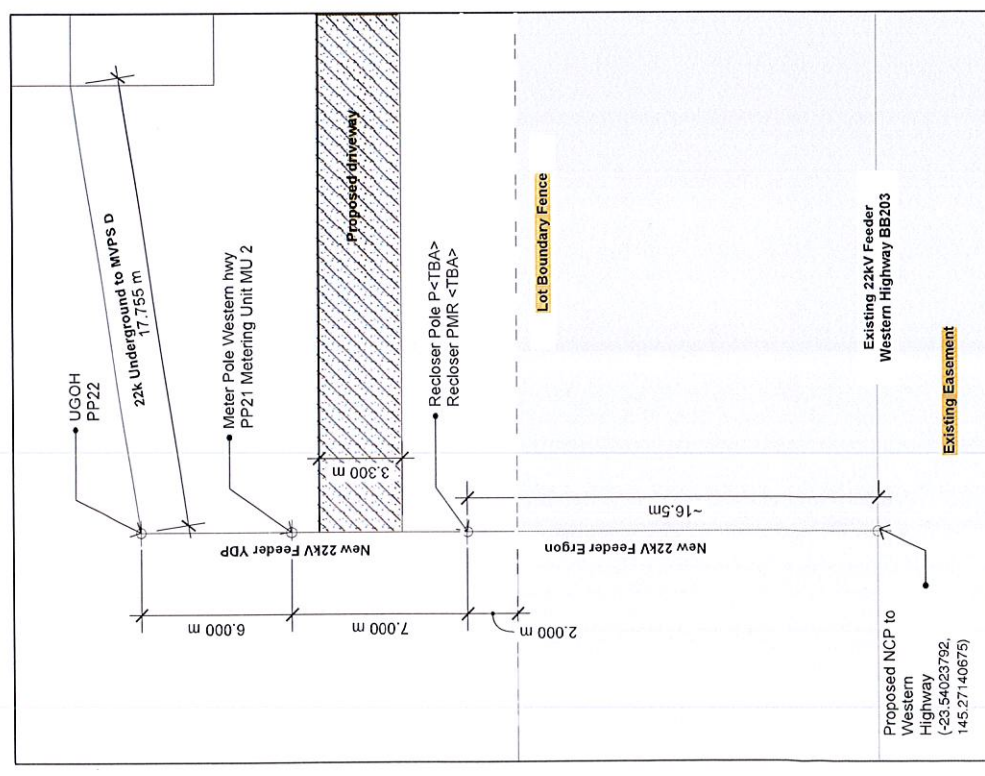 22k Underground to MVPS D
17.755 m
UGOH
PP22
Meter Pole Western hwy
PP21 Metering Unit MU 2
Proposed driveway
3.300 m
Recloser Pole P<TBA>
Recloser PMR <TBA>
New 22kV Feeder YDP
6.000 m
7.000 m
2.000 m
Lot Boundary Fence
~16.5m
New 22kV Feeder Ergon
Existing 22kV Feeder
Western Highway BB203
Existing Easement
Proposed NCP to
Western
Highway
(-23.54023792,
145.27140675)